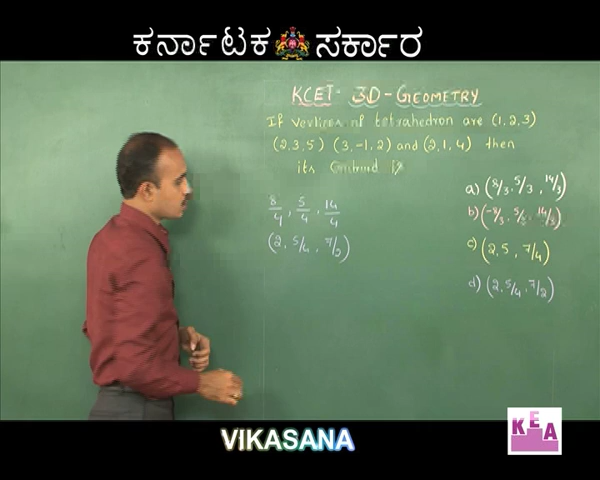 ಕರ್ನಾಟಕ ಸರ್ಕಾರ
KCET- 3D-GEOMETRY
If vertices of tetrahedron are (1,2,3)
(2,3,5) (3,-1,2) and (2,1,4) then
its Centroid is
8/4, 5/4, 14/4
(2, 5/4, 7/2)
a) (8/3, 5/3, 14/3)
b) (-8/3, 5/3, 14/3)
c) (2,5, 7/4)
d) (2, 5/4, 7/2)
VIKASANA
KEA